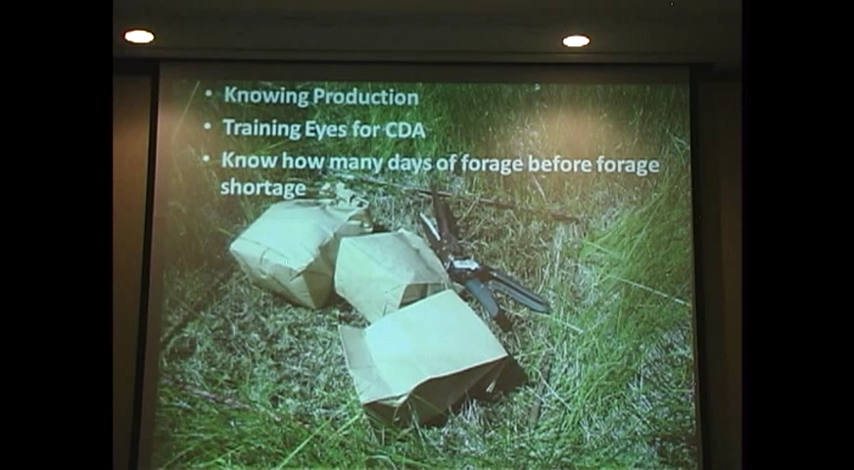 • Knowing Production
• Training Eyes for CDA
• Know how many days of forage before forage
shortage